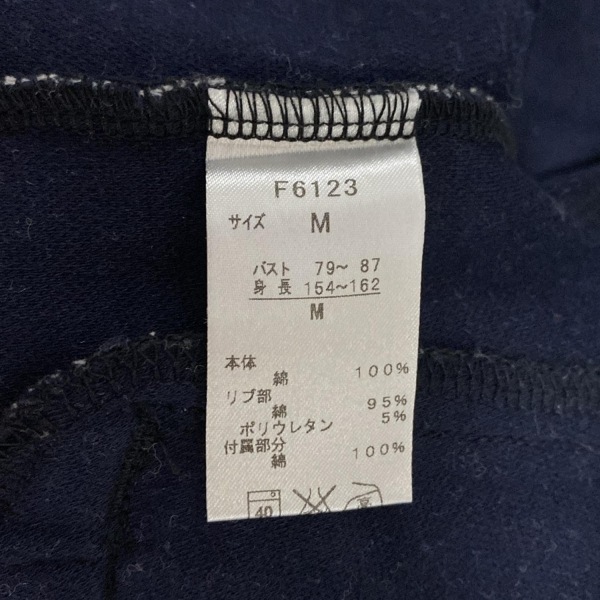 F6123
サイズ M
バスト 79~ 87
身長 154~162
M
本体
綿 100%
リブ部
綿 95%
ポリウレタン 5%
付属部分
綿 100%
40